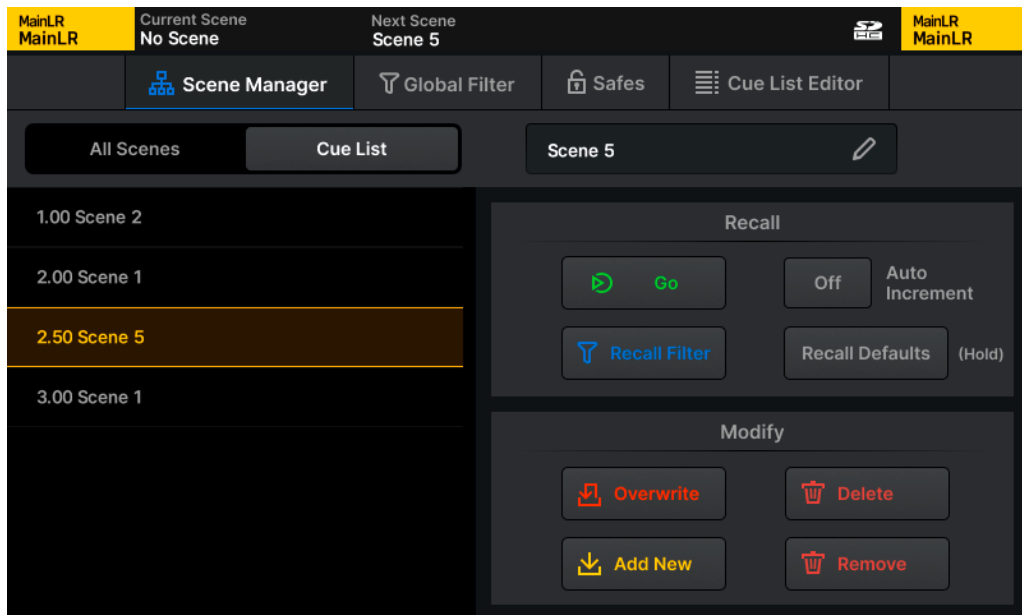 MainLR
MainLR
Current Scene
No Scene
Next Scene
Scene 5
SD
HC
MainLR
MainLR
Scene Manager
Global Filter
Safes
Cue List Editor
All Scenes
Cue List
Scene 5
1.00 Scene 2
2.00 Scene 1
2.50 Scene 5
3.00 Scene 1
Recall
Go
Off
Auto
Increment
Recall Filter
Recall Defaults
(Hold)
Modify
Overwrite
Delete
Add New
Remove